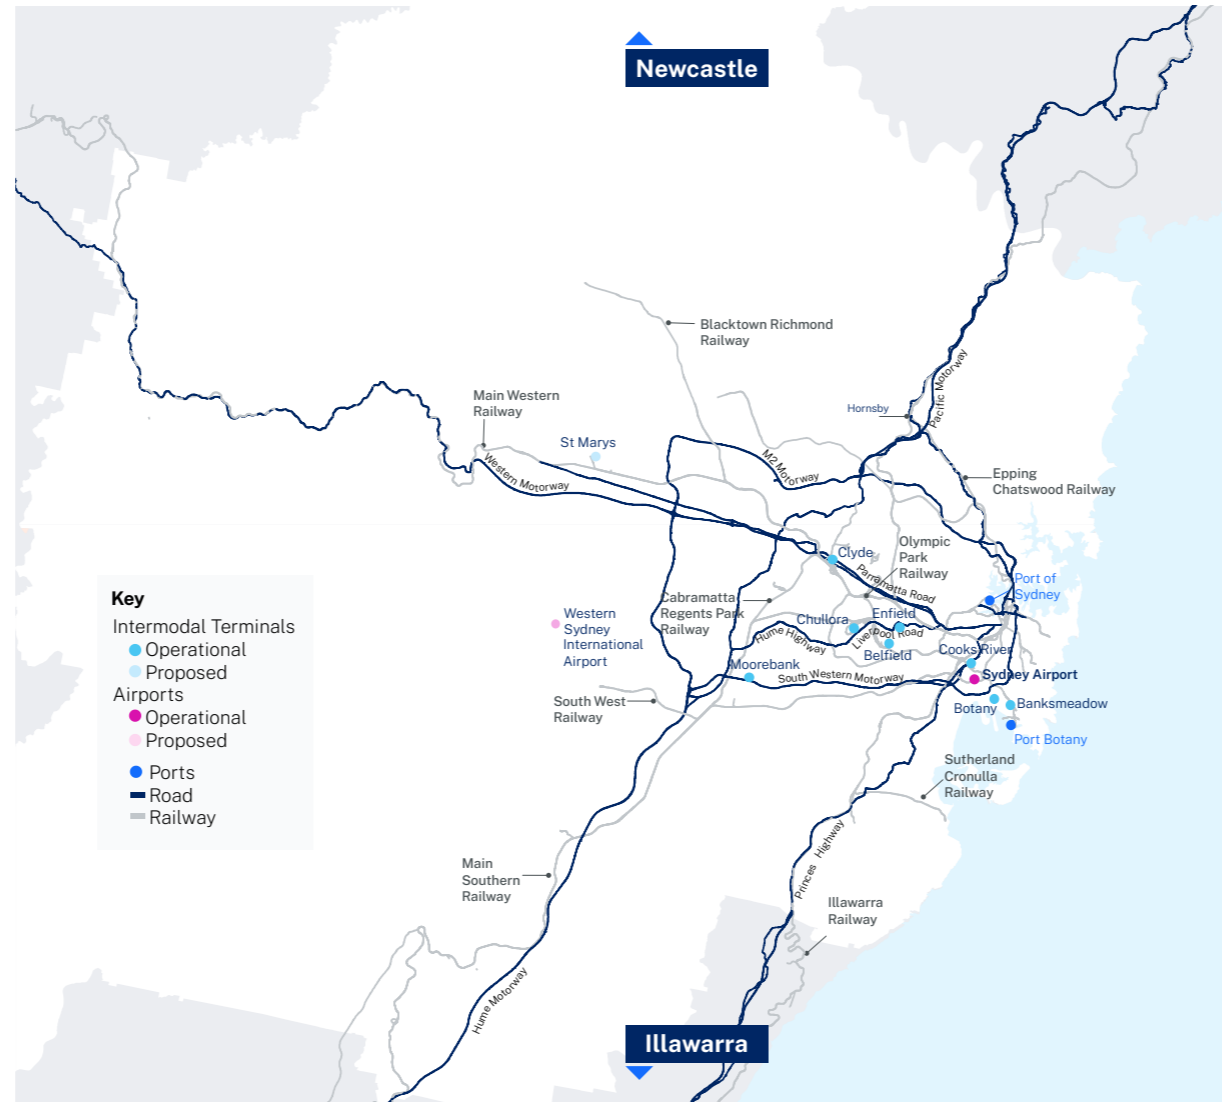 Newcastle
Blacktown Richmond
Railway
Pacific Motorway
Main Western
Railway
Hornsby
St Marys
M2 Motorway
Western Motorway
Epping
Chatswood Railway
Clyde
Olympic
Park
Railway
Parramatta Road
Port of
Sydney
Key
Intermodal Terminals
Operational
Proposed
Airports
Operational
Proposed
Ports
Road
Railway
Western
Sydney
International
Airport
Cabramatta
Regents Park
Railway
Chullora
Enfield
Hume Highway
Liverpool Road
Belfield
Cooks River
Moorebank
South Western Motorway
Sydney Airport
South West
Railway
Botany
Banksmeadow
Port Botany
Sutherland
Cronulla
Railway
Princes Highway
Main
Southern
Railway
Illawarra
Railway
Hume Motorway
Illawarra